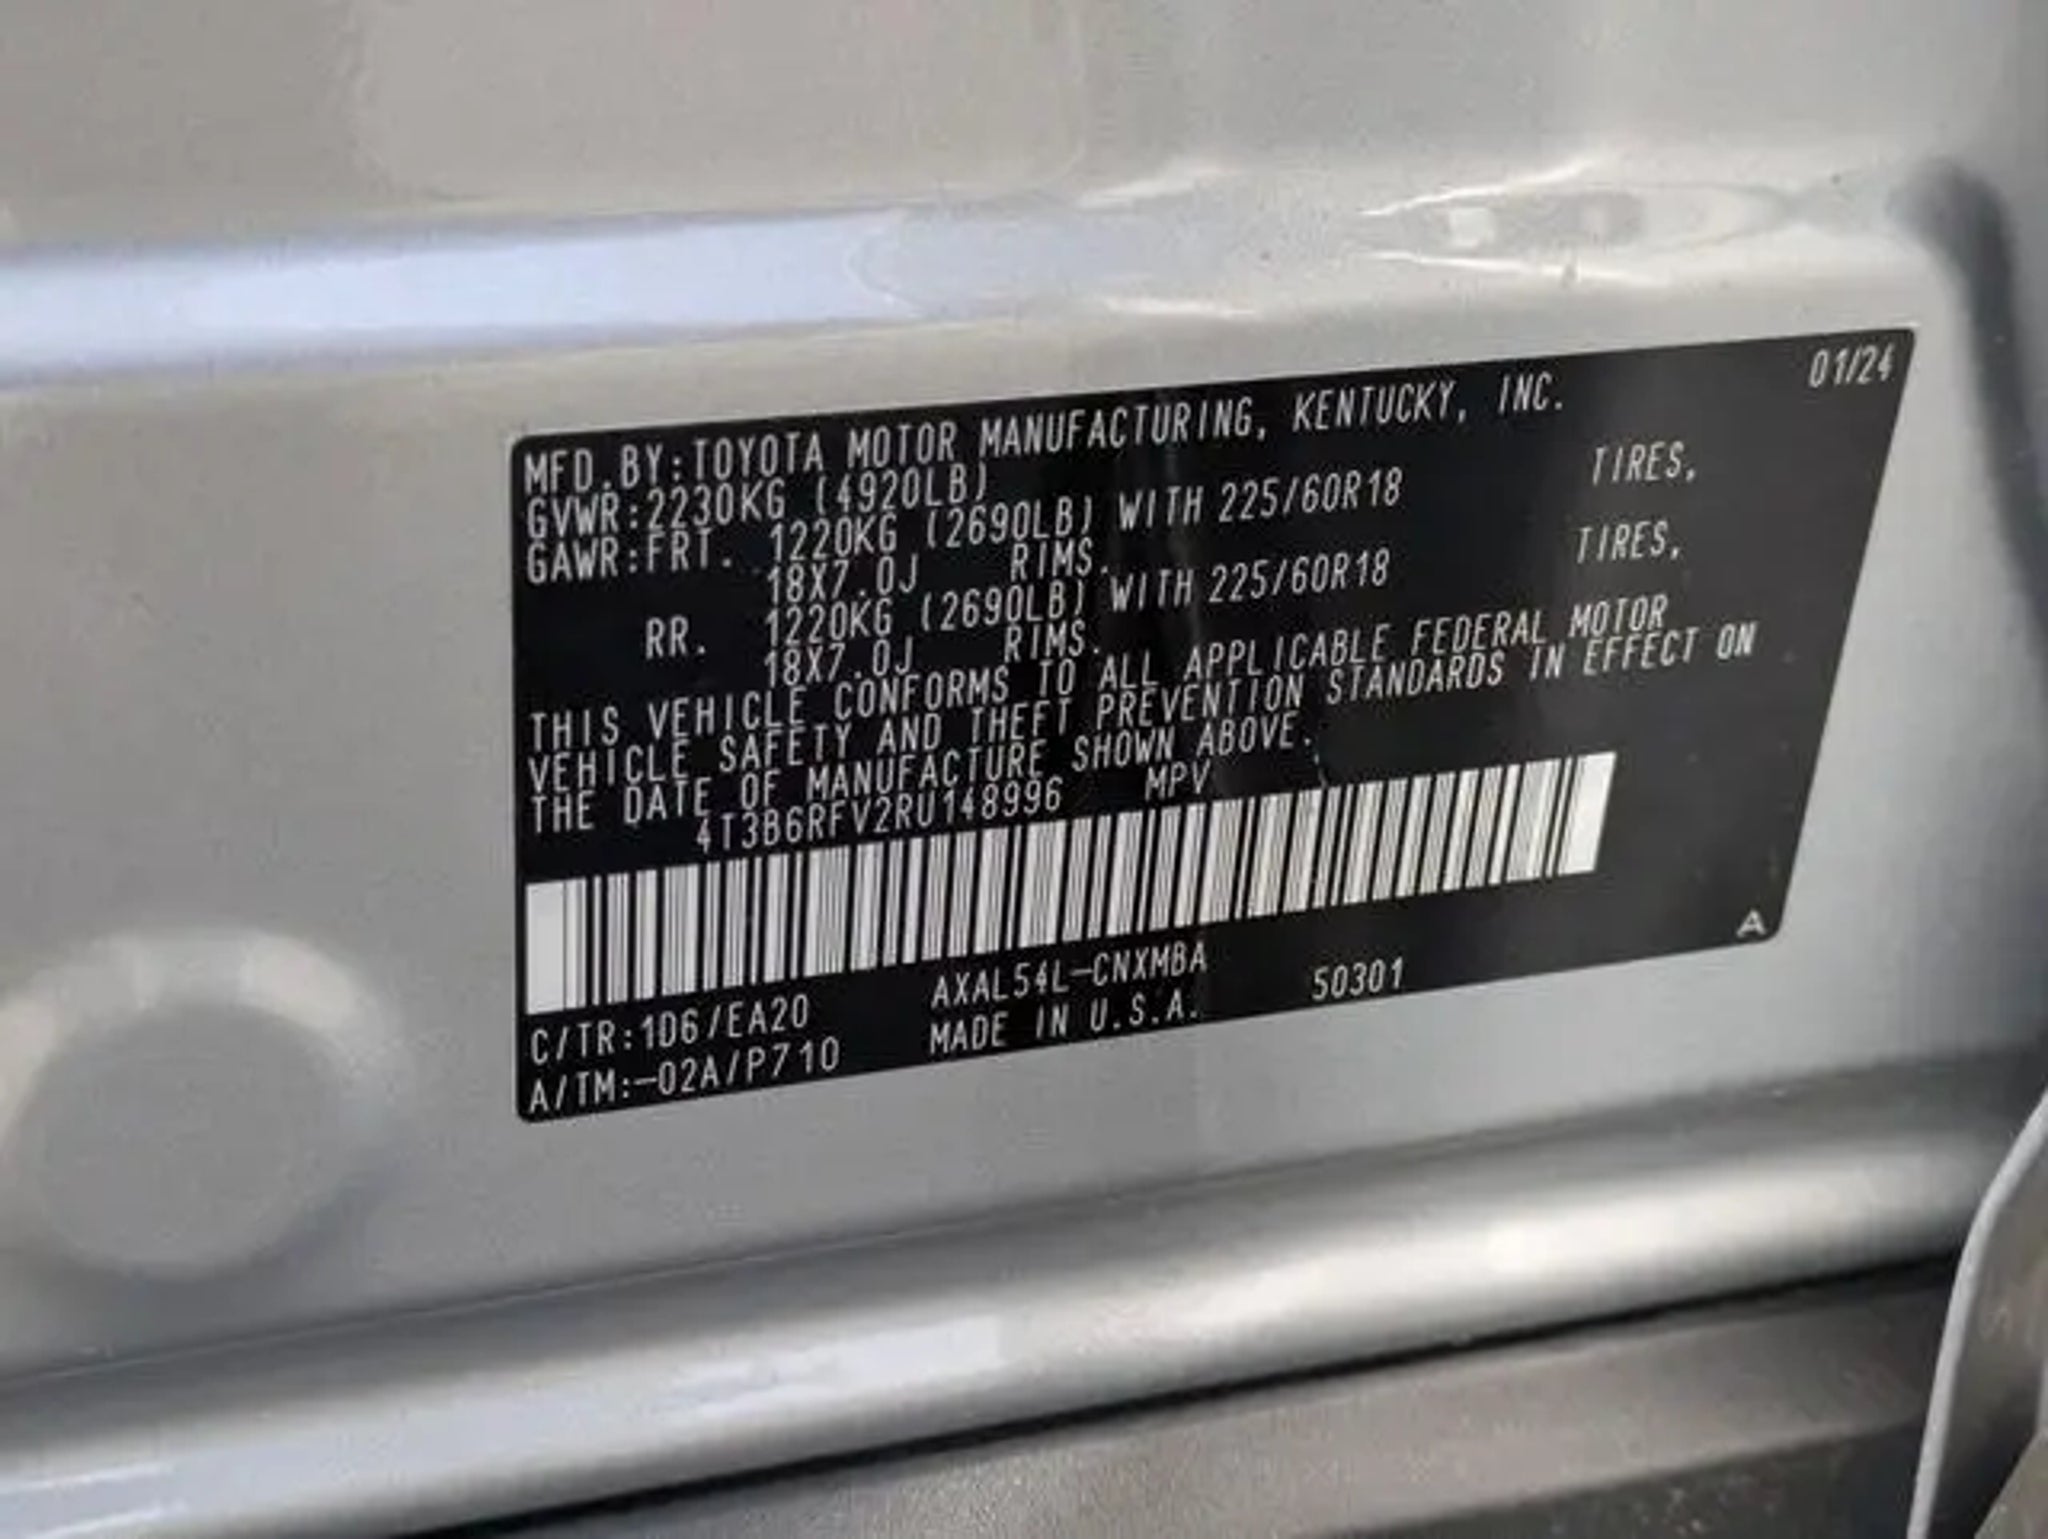 01/24
MFD.BY:TOYOTA MOTOR MANUFACTURING, KENTUCKY, INC.
GVWR:2230KG (4920LB)
GAWR:FRT. 1220KG (2690LB) WITH 225/60R18 TIRES,
18X7.0J RIMS.
RR. 1220KG (2690LB) WITH 225/60R18 TIRES,
18X7.0J RIMS.
THIS VEHICLE CONFORMS TO ALL APPLICABLE FEDERAL MOTOR
VEHICLE SAFETY AND THEFT PREVENTION STANDARDS IN EFFECT ON
THE DATE OF MANUFACTURE SHOWN ABOVE.
4T3B6RFV2RU148996 MPV
C/TR:1D6/EA20 AXAL54L-CNXMBA 50301
A/TM:-02A/P710 MADE IN U.S.A.
A